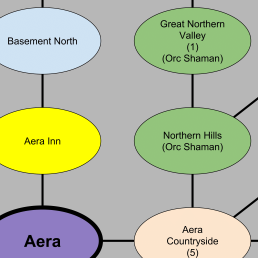 Basement North
Great Northern
Valley
(1)
(Orc Shaman)
Aera Inn
Northern Hills
(Orc Shaman)
Aera
Aera
Countryside
(5)